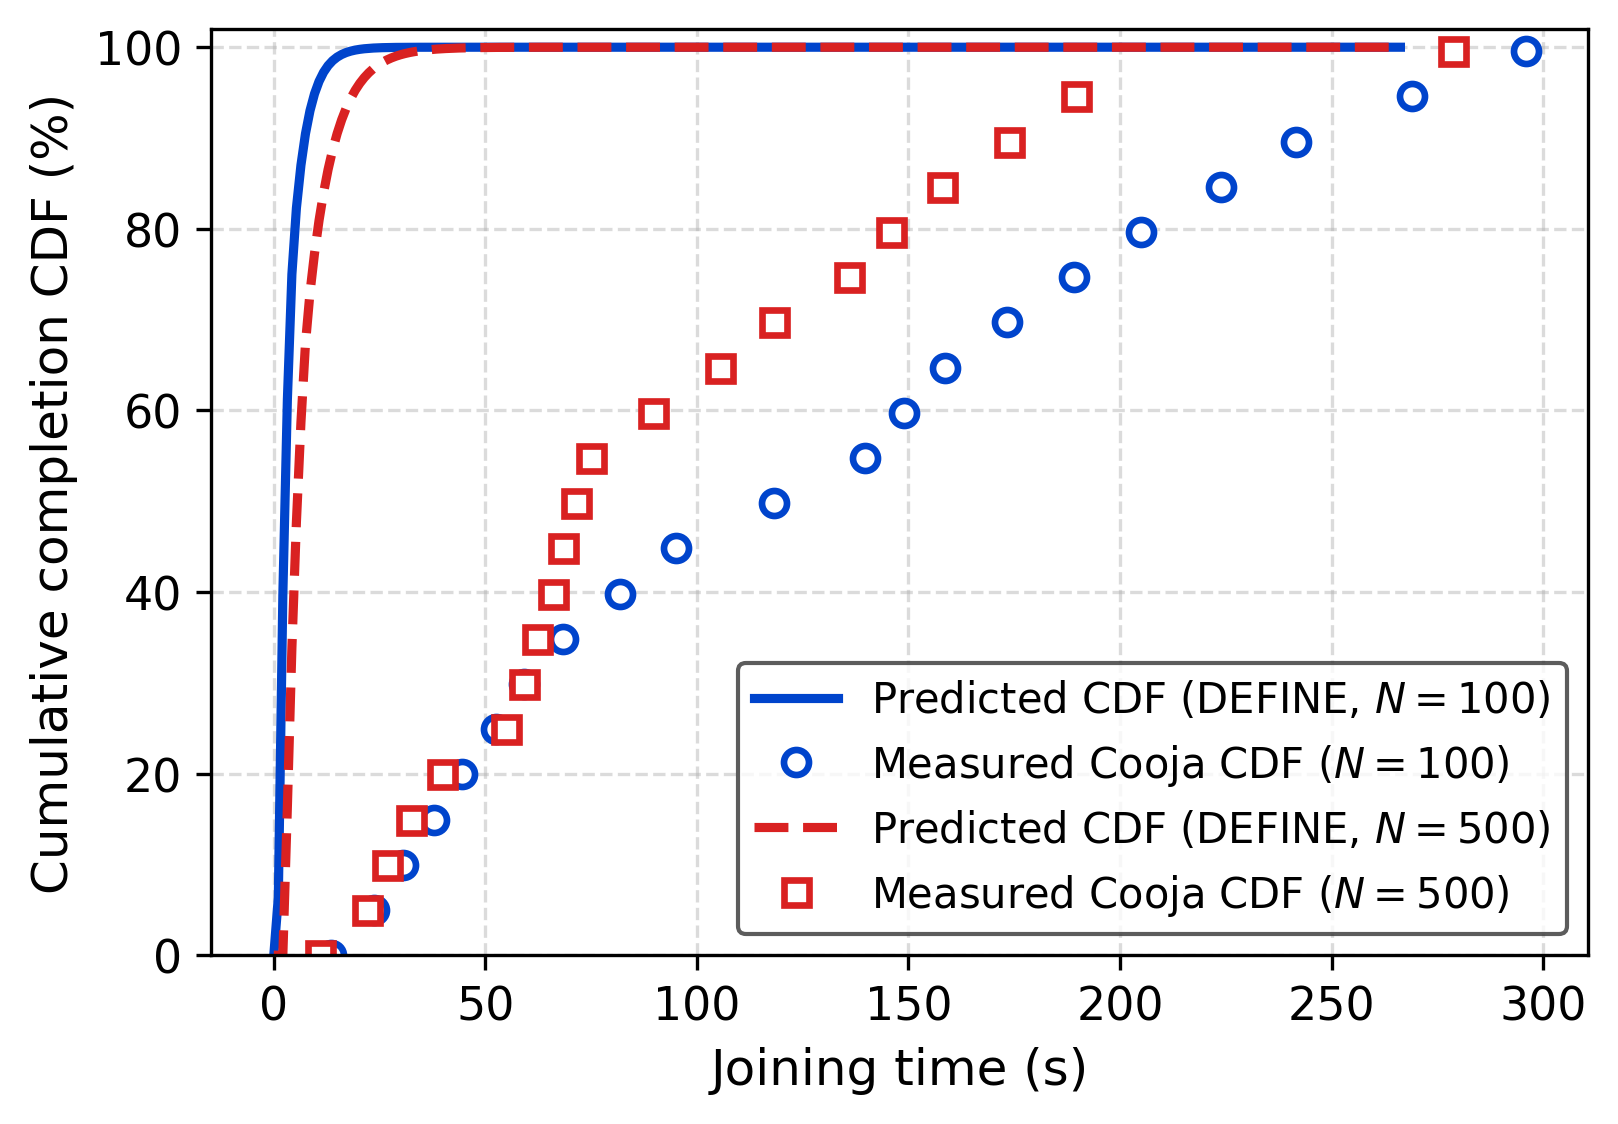 Cumulative completion CDF (%)
100
80
60
40
20
0
0 50 100 150 200 250 300
Joining time (s)
Predicted CDF (DEFINE, N = 100)
Measured Cooja CDF (N = 100)
Predicted CDF (DEFINE, N = 500)
Measured Cooja CDF (N = 500)